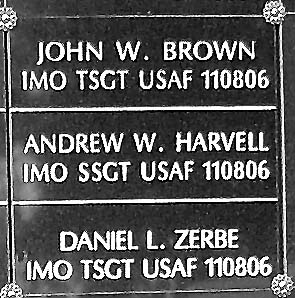 JOHN W. BROWN
IMO TSGT USAF 110806
ANDREW W. HARVELL
IMO SSGT USAF 110806
DANIEL L. ZERBE
IMO TSGT USAF 110806